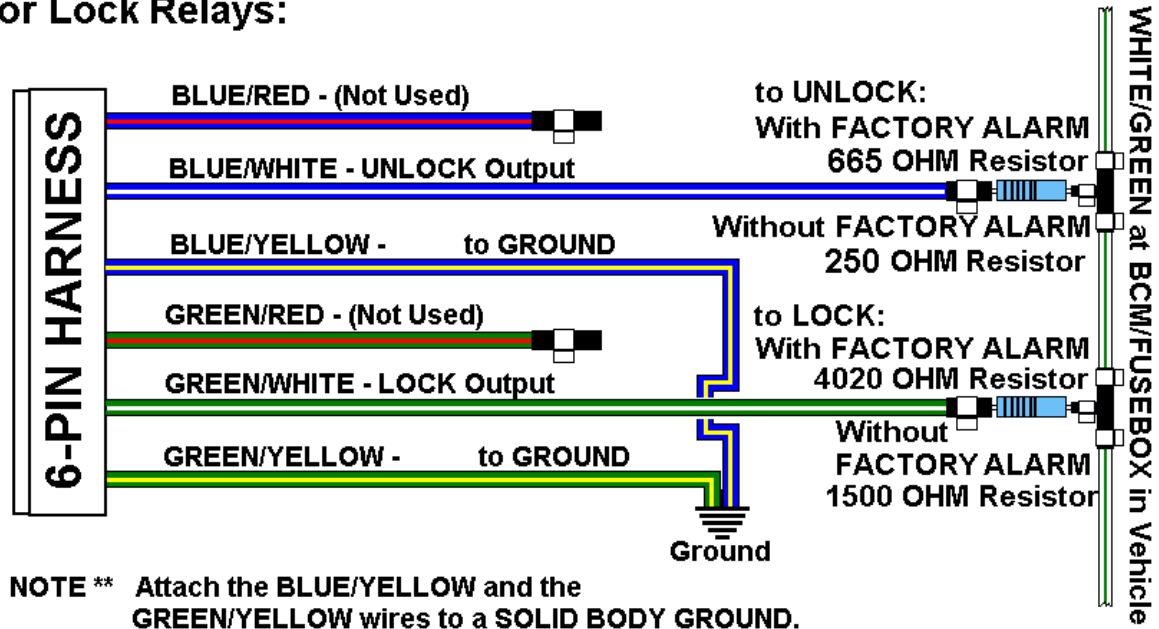 or Lock Relays:
6-PIN HARNESS
BLUE/RED - (Not Used)
BLUE/WHITE - UNLOCK Output
BLUE/YELLOW - to GROUND
GREEN/RED - (Not Used)
GREEN/WHITE - LOCK Output
GREEN/YELLOW - to GROUND
to UNLOCK:
With FACTORY ALARM
665 OHM Resistor
Without FACTORY ALARM
250 OHM Resistor
to LOCK:
With FACTORY ALARM
4020 OHM Resistor
Without
FACTORY ALARM
1500 OHM Resistor
WHITE/GREEN at BCM/FUSEBOX in Vehicle
Ground
NOTE ** Attach the BLUE/YELLOW and the
GREEN/YELLOW wires to a SOLID BODY GROUND.